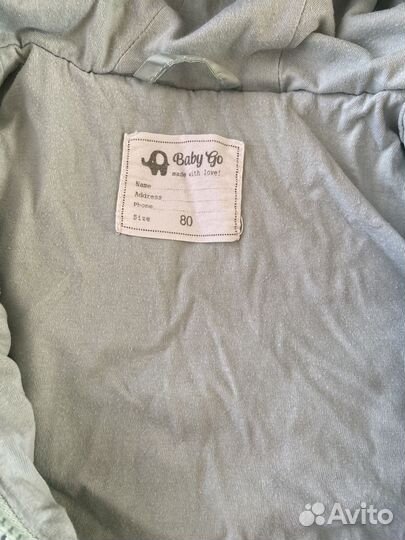 Baby Go
made with love!
Name
Address
Phone
Size 80
Avito